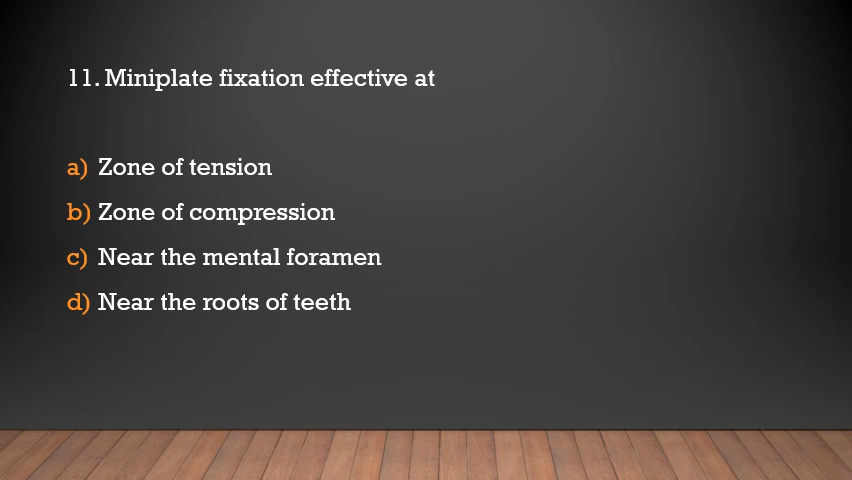 11. Miniplate fixation effective at
a) Zone of tension
b) Zone of compression
c) Near the mental foramen
d) Near the roots of teeth